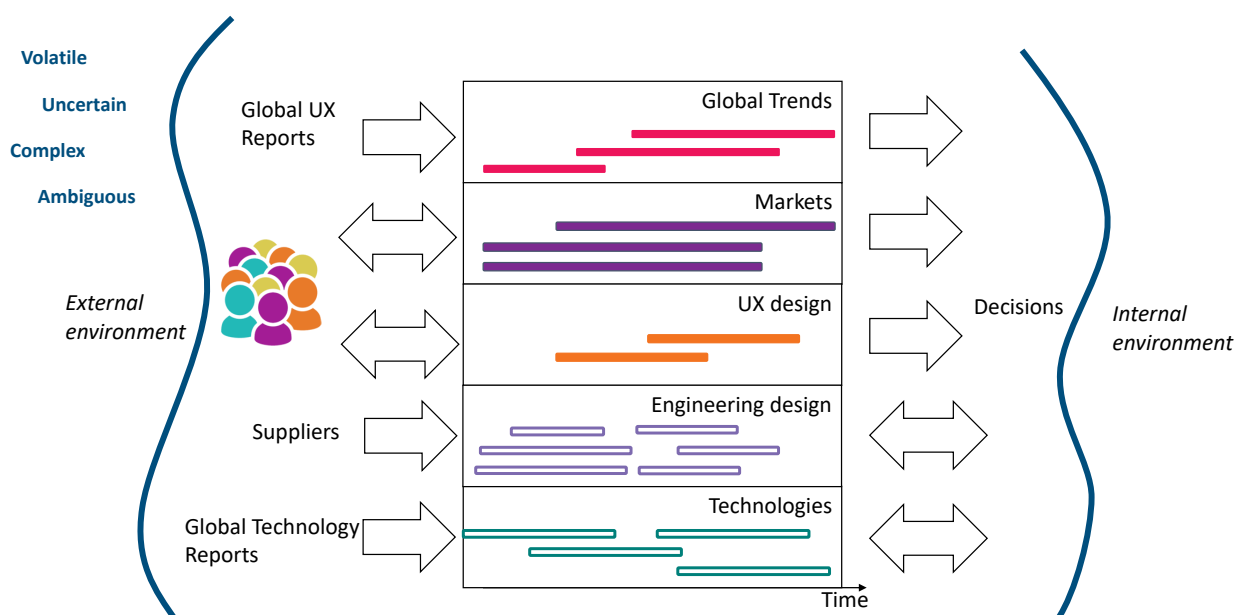 Volatile
Uncertain
Complex
Ambiguous
External
environment
Global UX
Reports
Suppliers
Global Technology
Reports
Global Trends
Markets
UX design
Engineering design
Technologies
Time
Decisions
Internal
environment